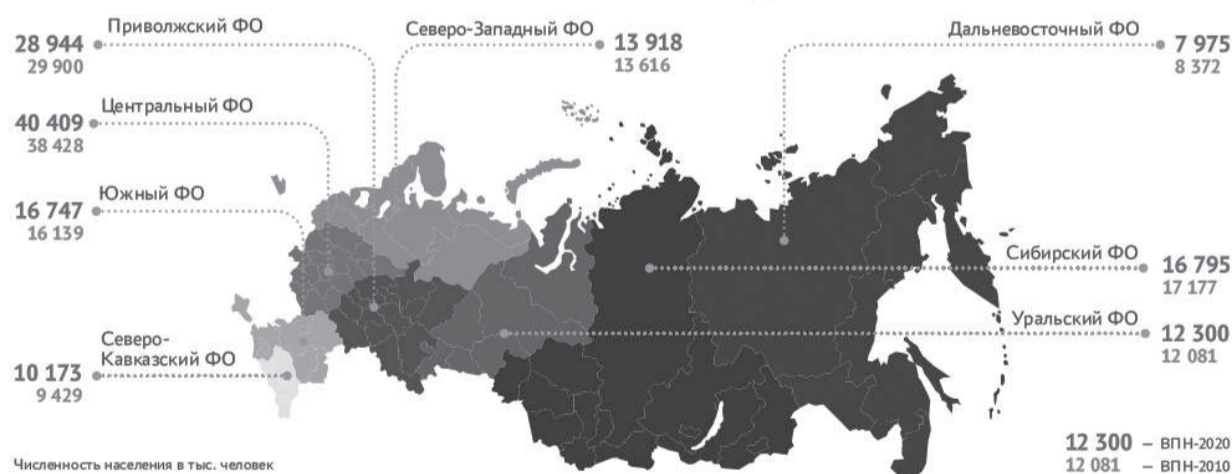 Приволжский ФО
28 944
29 900
Северо-Западный ФО
13 918
13 616
Дальневосточный ФО
7 975
8 372
Центральный ФО
40 409
38 428
Южный ФО
16 747
16 139
Сибирский ФО
16 795
17 177
Уральский ФО
12 300
12 081
Северо-
Кавказский ФО
10 173
9 429
12 300 – ВПН-2020
12 081 – ВПН-2010
Численность населения в тыс. человек